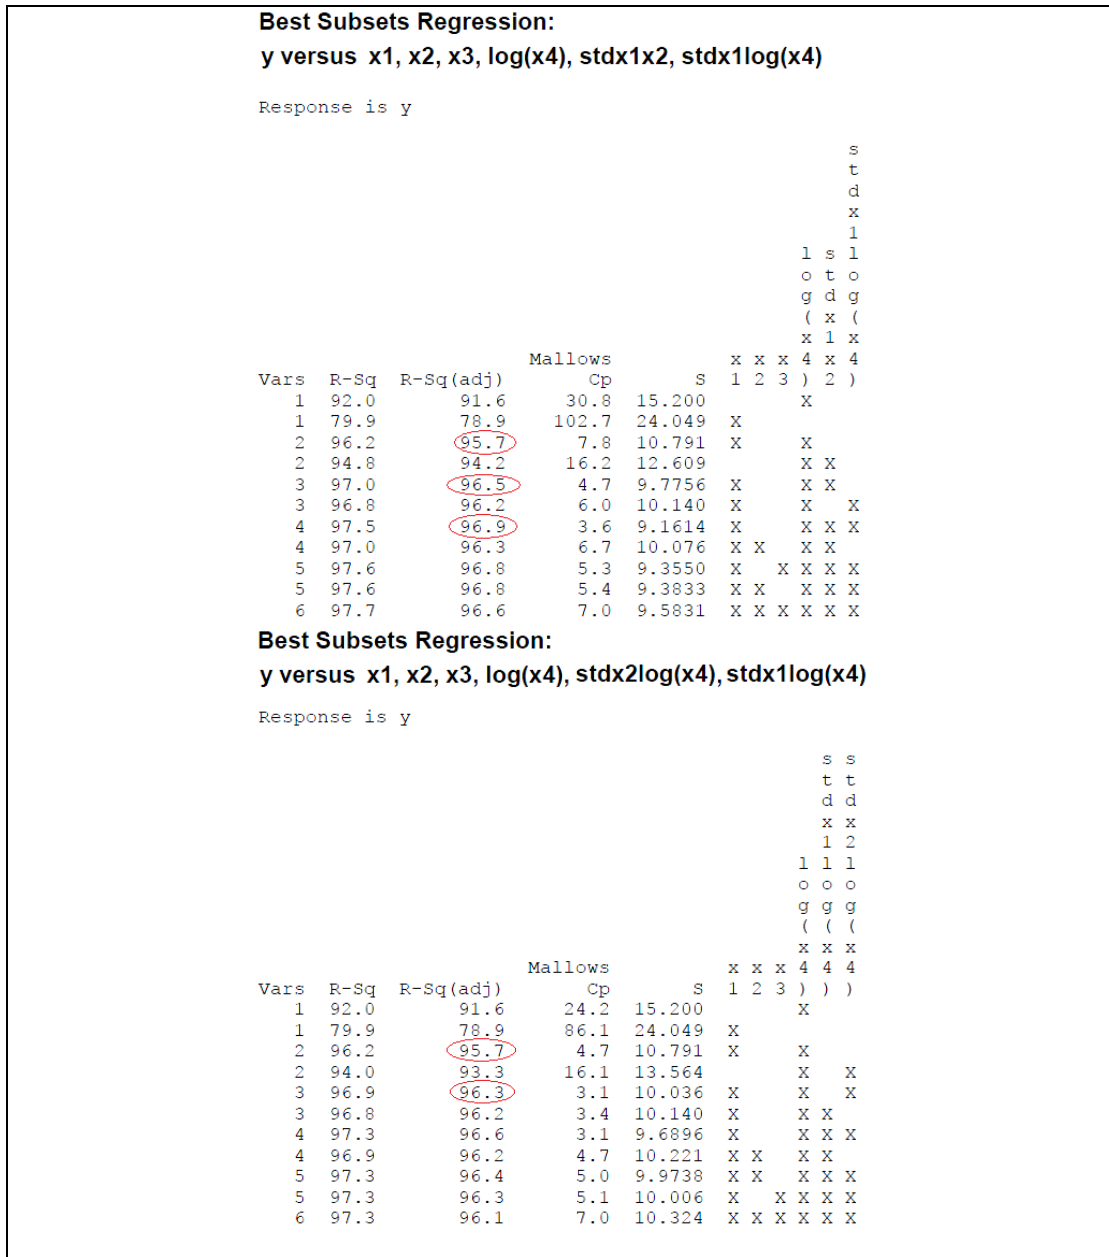 Best Subsets Regression:
y versus x1, x2, x3, log(x4), stdx1x2, stdx1log(x4)
Response is y
s
t
d
x
1
l s l
o t o
g d g
( x (
x 1 x
Mallows x x x 4 x 4
Vars R-Sq R-Sq(adj) Cp S 1 2 3 ) 2 )
1 92.0 91.6 30.8 15.200 X
1 79.9 78.9 102.7 24.049 X
2 96.2 95.7 7.8 10.791 X X
2 94.8 94.2 16.2 12.609 X X
3 97.0 96.5 4.7 9.7756 X X X
3 96.8 96.2 6.0 10.140 X X X
4 97.5 96.9 3.6 9.1614 X X X X
4 97.0 96.3 6.7 10.076 X X X X
5 97.6 96.8 5.3 9.3550 X X X X X
5 97.6 96.8 5.4 9.3833 X X X X X
6 97.7 96.6 7.0 9.5831 X X X X X X
Best Subsets Regression:
y versus x1, x2, x3, log(x4), stdx2log(x4), stdx1log(x4)
Response is y
s s
t t
d d
x x
1 2
l l l
o o o
g g g
( ( (
x x x
Mallows x x x 4 4 4
Vars R-Sq R-Sq(adj) Cp S 1 2 3 ) ) )
1 92.0 91.6 24.2 15.200 X
1 79.9 78.9 86.1 24.049 X
2 96.2 95.7 4.7 10.791 X X
2 94.0 93.3 16.1 13.564 X X
3 96.9 96.3 3.1 10.036 X X X
3 96.8 96.2 3.4 10.140 X X X
4 97.3 96.6 3.1 9.6896 X X X X
4 96.9 96.2 4.7 10.221 X X X X
5 97.3 96.4 5.0 9.9738 X X X X X
5 97.3 96.3 5.1 10.006 X X X X X
6 97.3 96.1 7.0 10.324 X X X X X X